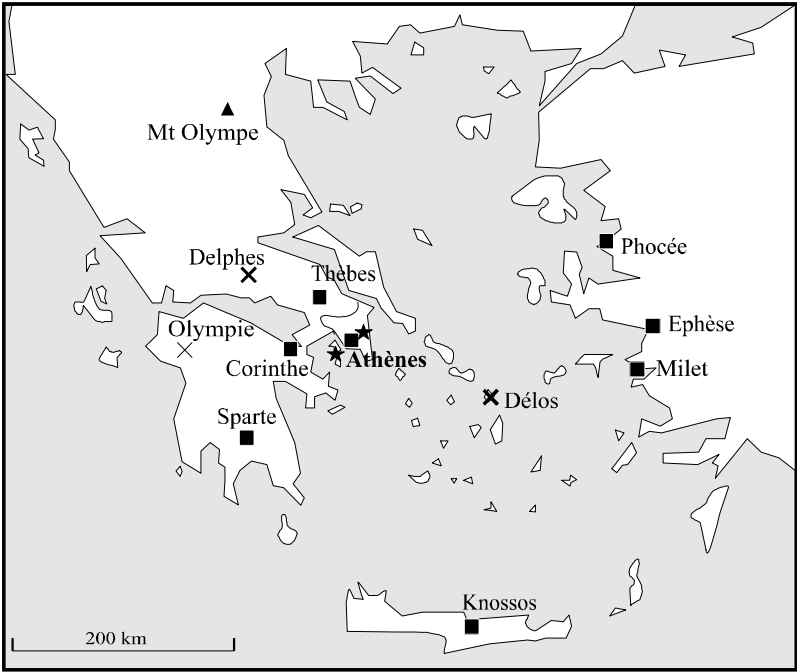 Mt Olympe
Delphes
Phocée
Thèbes
Olympie
Ephèse
Corinthe
Athènes
Milet
Délos
Sparte
Knossos
200 km